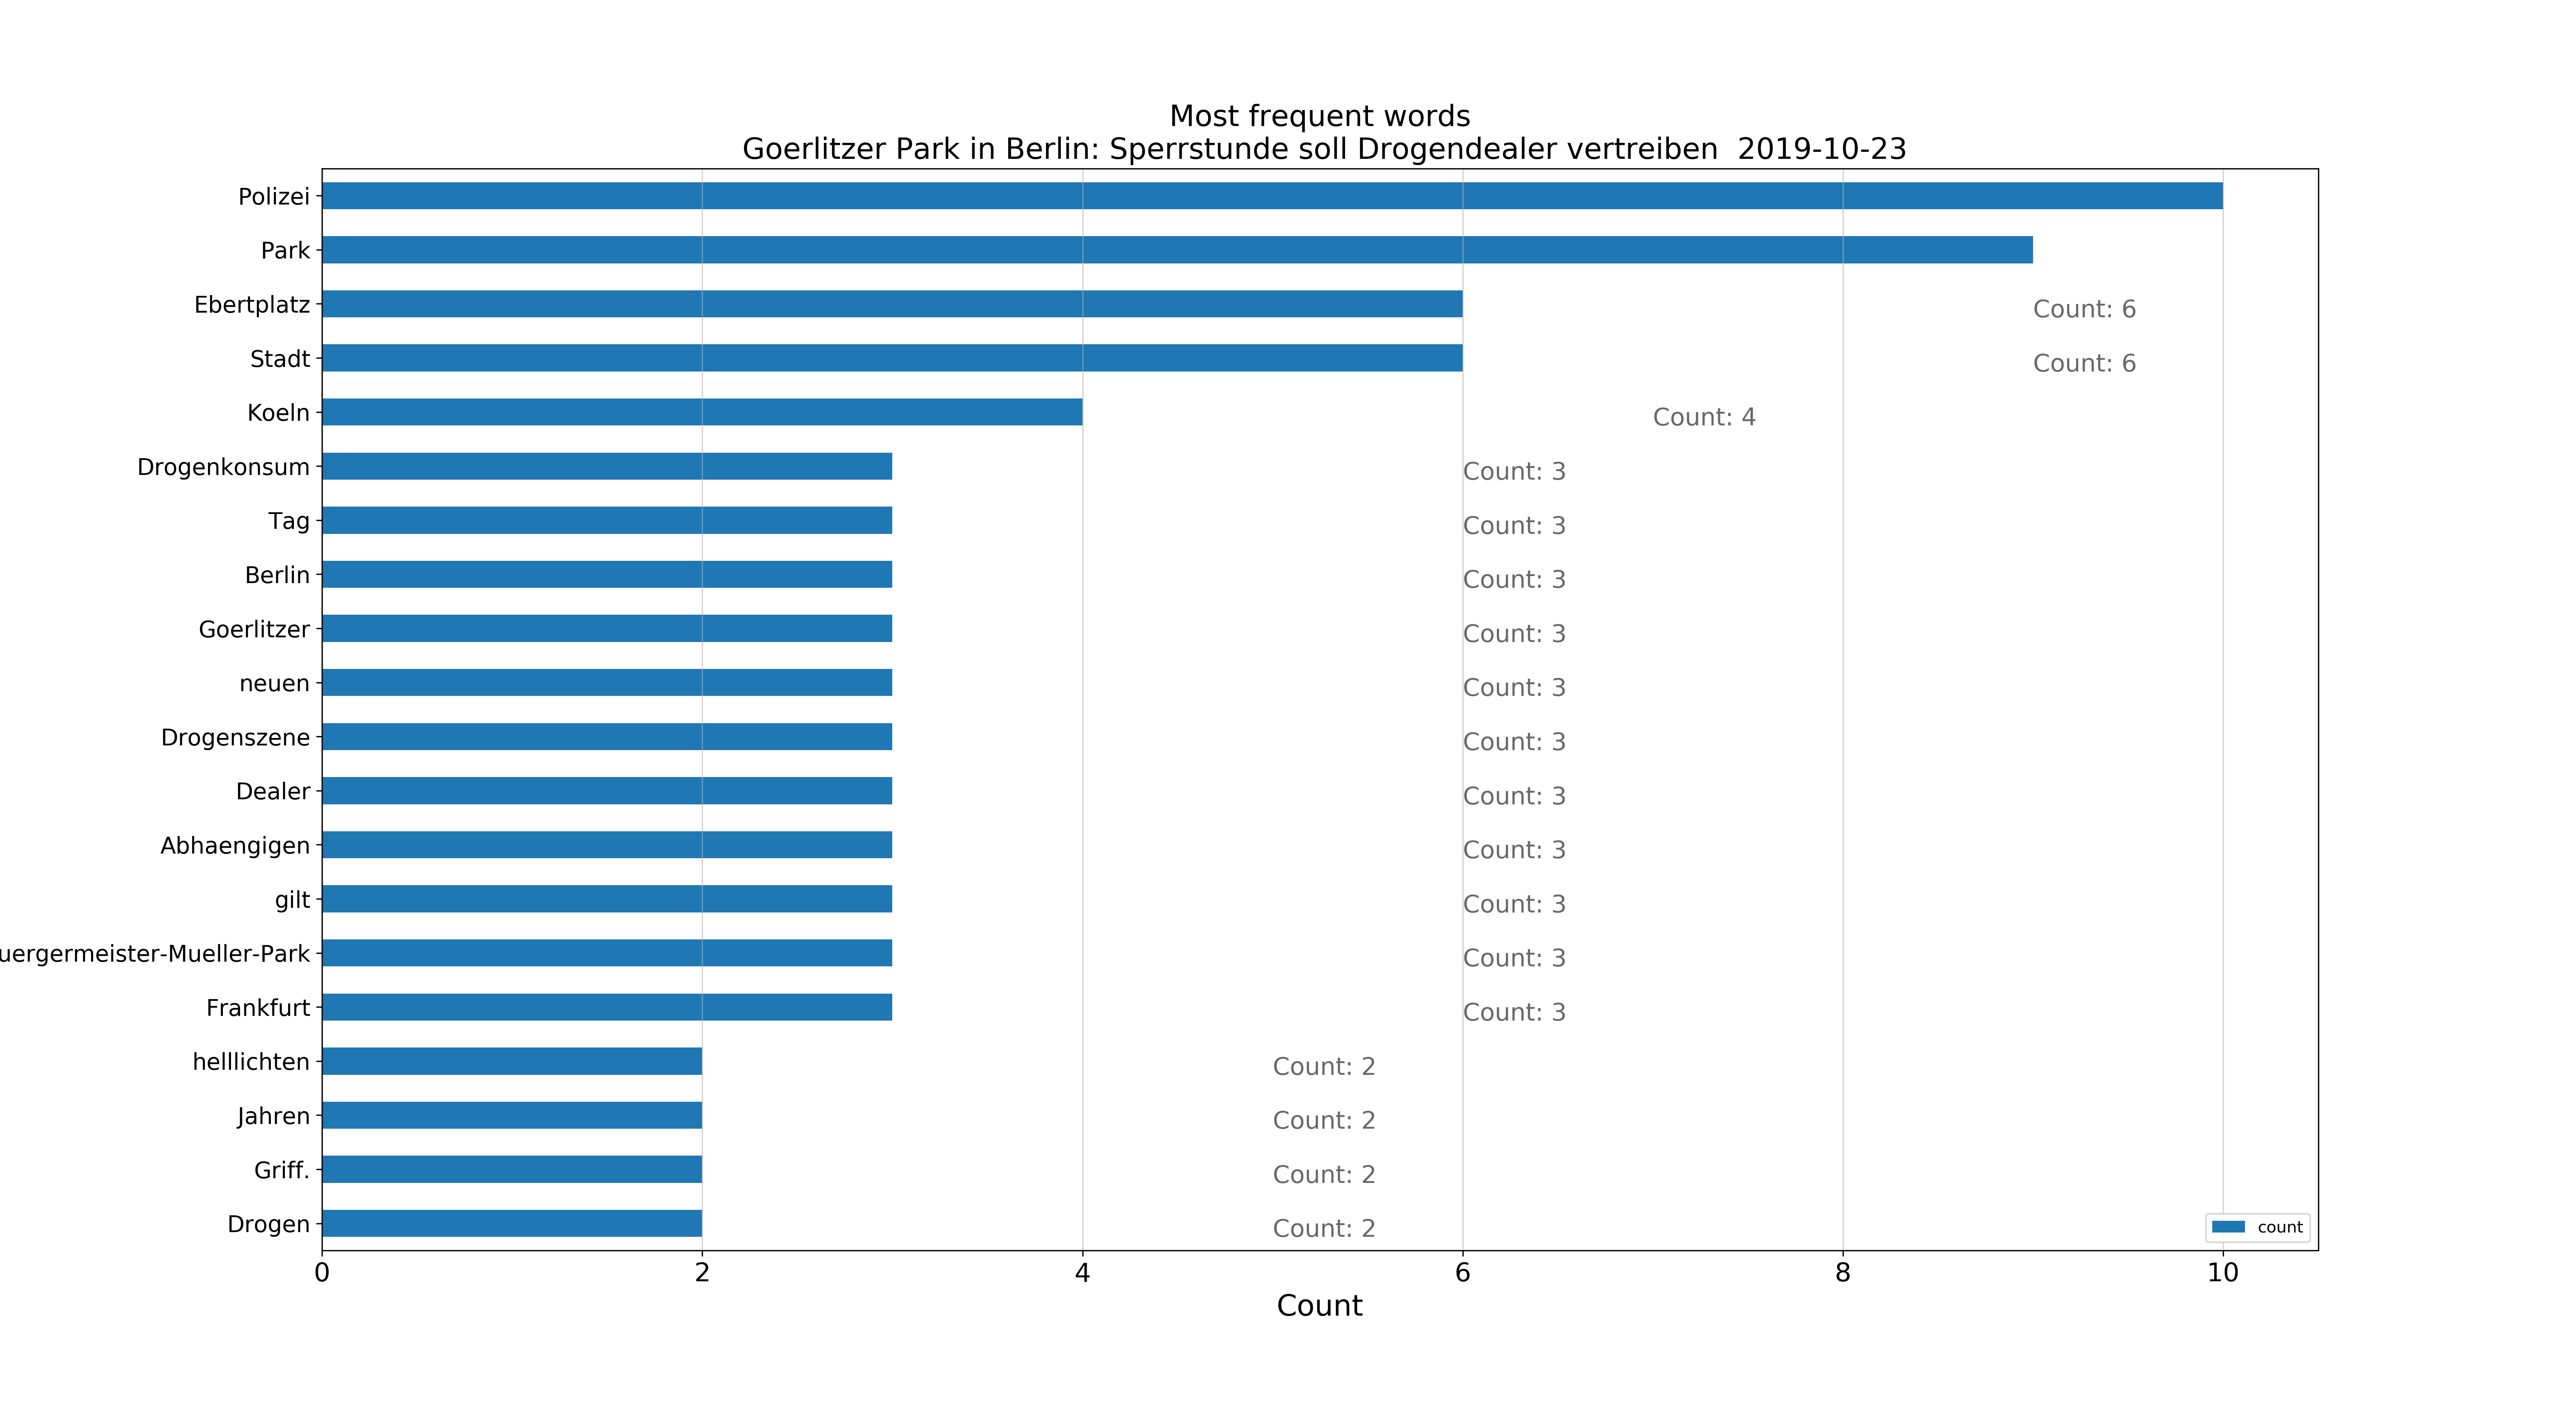 Most frequent words
Goerlitzer Park in Berlin: Sperrstunde soll Drogendealer vertreiben 2019-10-23
Polizei
Park
Ebertplatz Count: 6
Stadt Count: 6
Koeln Count: 4
Drogenkonsum Count: 3
Tag Count: 3
Berlin Count: 3
Goerlitzer Count: 3
neuen Count: 3
Drogenszene Count: 3
Dealer Count: 3
Abhaengigen Count: 3
gilt Count: 3
uergermeister-Mueller-Park Count: 3
Frankfurt Count: 3
helllichten Count: 2
Jahren Count: 2
Griff. Count: 2
Drogen Count: 2
count
0 2 4 6 8 10
Count